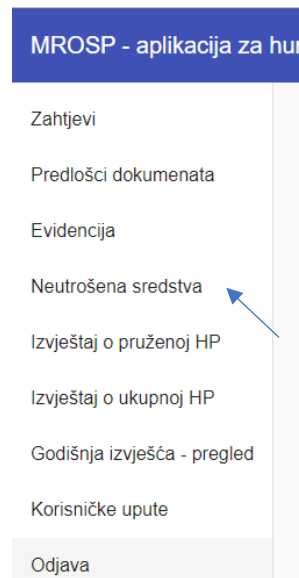 MROSP - aplikacija za
Zahtjevi
Predlošci dokumenata
Evidencija
Neutrošena sredstva
Izvještaj o pruženoj HP
Izvještaj o ukupnoj HP
Godišnja izvješća - pregled
Korisničke upute
Odjava